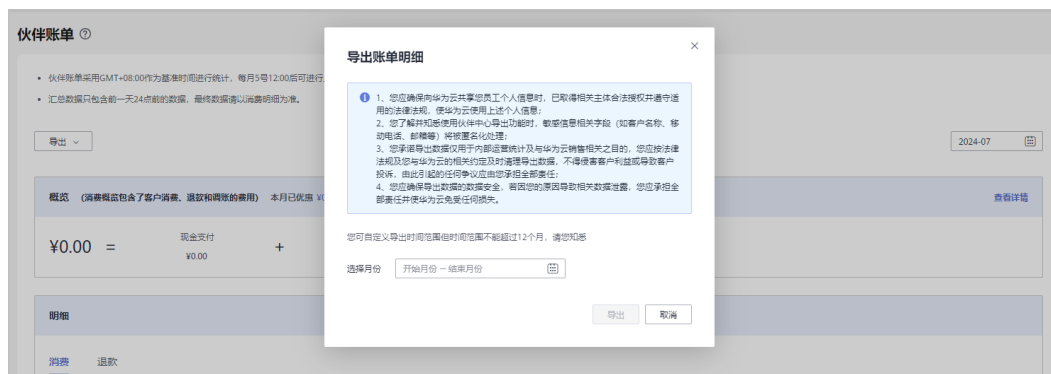 伙伴账单
导出账单明细
• 伙伴账单采用GMT+08:00作为基准时间进行统计，每月5号12:00后可进行
• 汇总数据只包含前一天24点前的数据，最终数据请以消费明细为准。
1、您应确保向华为云共享您员工个人信息时，已取得相关主体合法授权并遵守适
用的法律法规，使华为云使用上述个人信息；
2、您了解并知悉使用伙伴中心导出功能时，敏感信息相关字段（如客户名称、移
动电话、邮箱等）将被匿名化处理；
3、您承诺导出数据仅用于内部运营统计及与华为云销售相关之目的，您应按法律
法规及您与华为云的相关约定及时清理导出数据，不得侵害客户利益或导致客户
投诉，由此引起的任何争议应由您承担全部责任；
4、您应确保导出数据的数据安全，若因您的原因导致相关数据泄露，您应承担全
部责任并使华为云免受任何损失。
导出
2024-07
概览 （消费概览包含了客户消费、退款和调账的费用） 本月已优惠
查看详情
您可自定义导出时间范围但时间范围不能超过12个月，请您知悉
¥0.00 = 现金支付 +
¥0.00
选择月份 开始月份 – 结束月份
导出 取消
明细
消费 退款